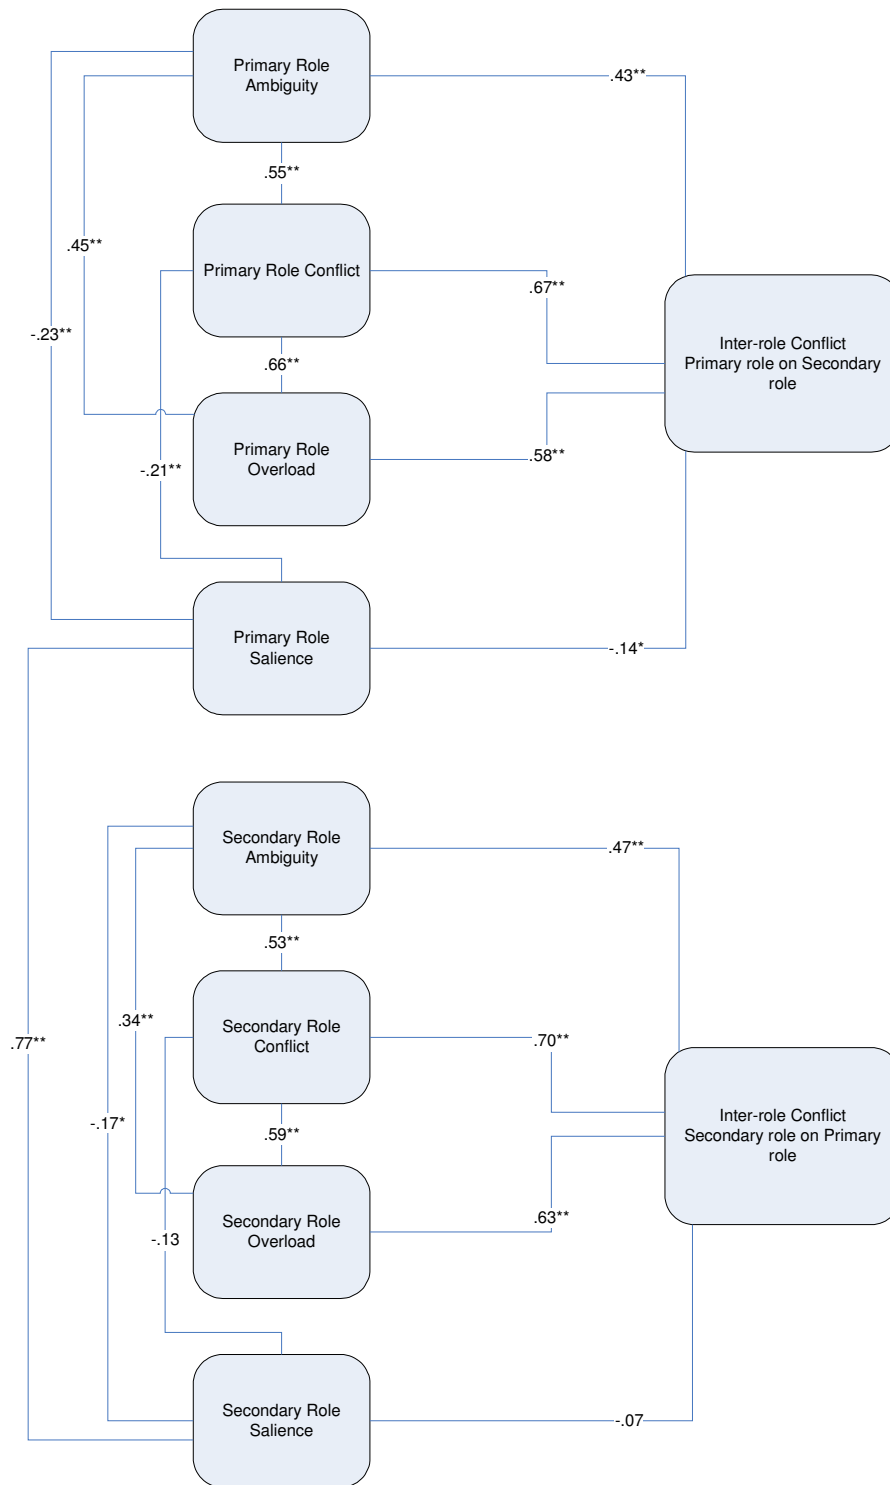 Primary Role
Ambiguity
.43**
.55**
.45**
Primary Role Conflict
.67**
-.23**
.66**
Inter-role Conflict
Primary role on Secondary
role
Primary Role
Overload
.58**
-.21**
Primary Role
Salience
-.14*
Secondary Role
Ambiguity
.47**
.53**
.34**
Secondary Role
Conflict
.70**
.77**
-.17*
.59**
Inter-role Conflict
Secondary role on Primary
role
Secondary Role
Overload
.63**
-.13
Secondary Role
Salience
-.07